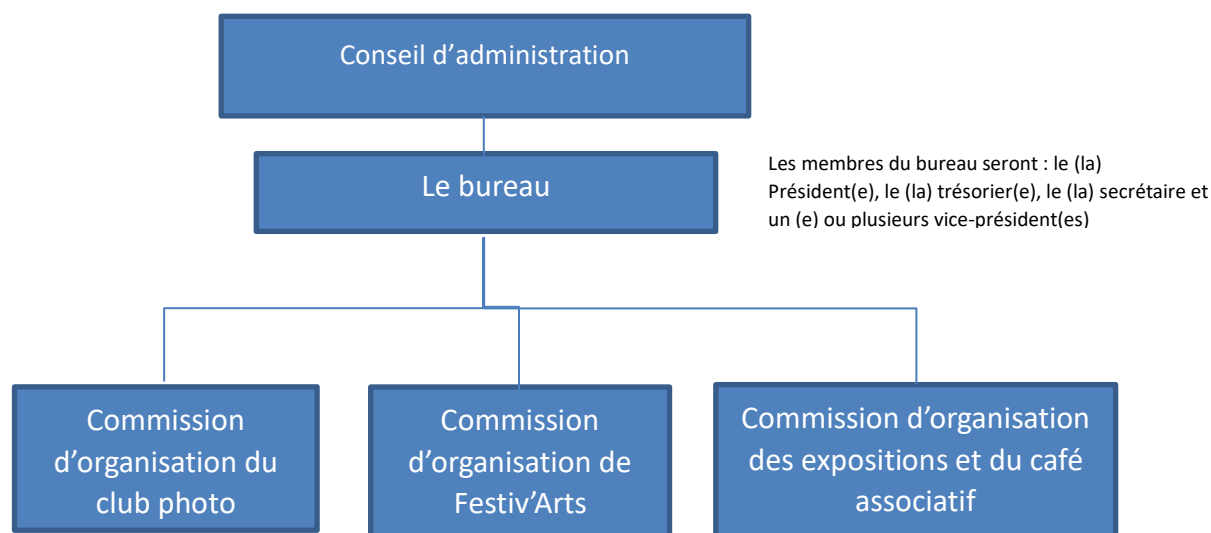 Conseil d’administration
Le bureau
Les membres du bureau seront : le (la)
Président(e), le (la) trésorier(e), le (la) secrétaire et
un (e) ou plusieurs vice-président(es)
Commission
d’organisation du
club photo
Commission
d’organisation de
Festiv’Arts
Commission d’organisation
des expositions et du café
associatif